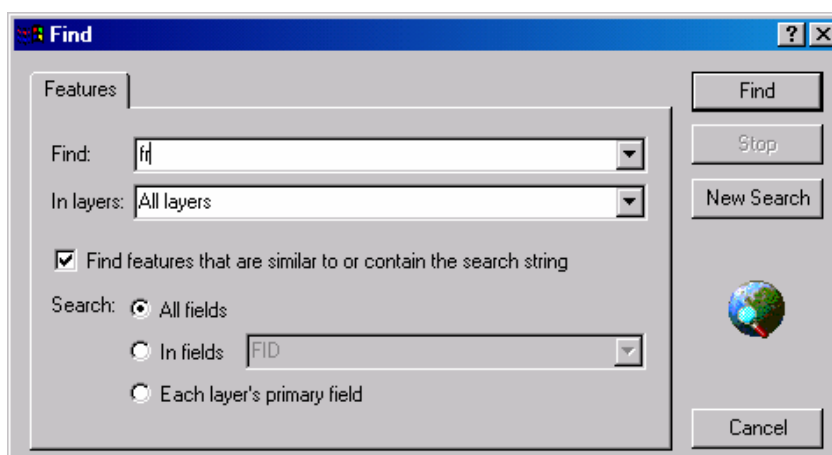 Find
Features
Find
Find: fr
Stop
In layers: All layers
New Search
Find features that are similar to or contain the search string
Search: All fields
In fields FID
Each layer's primary field
Cancel